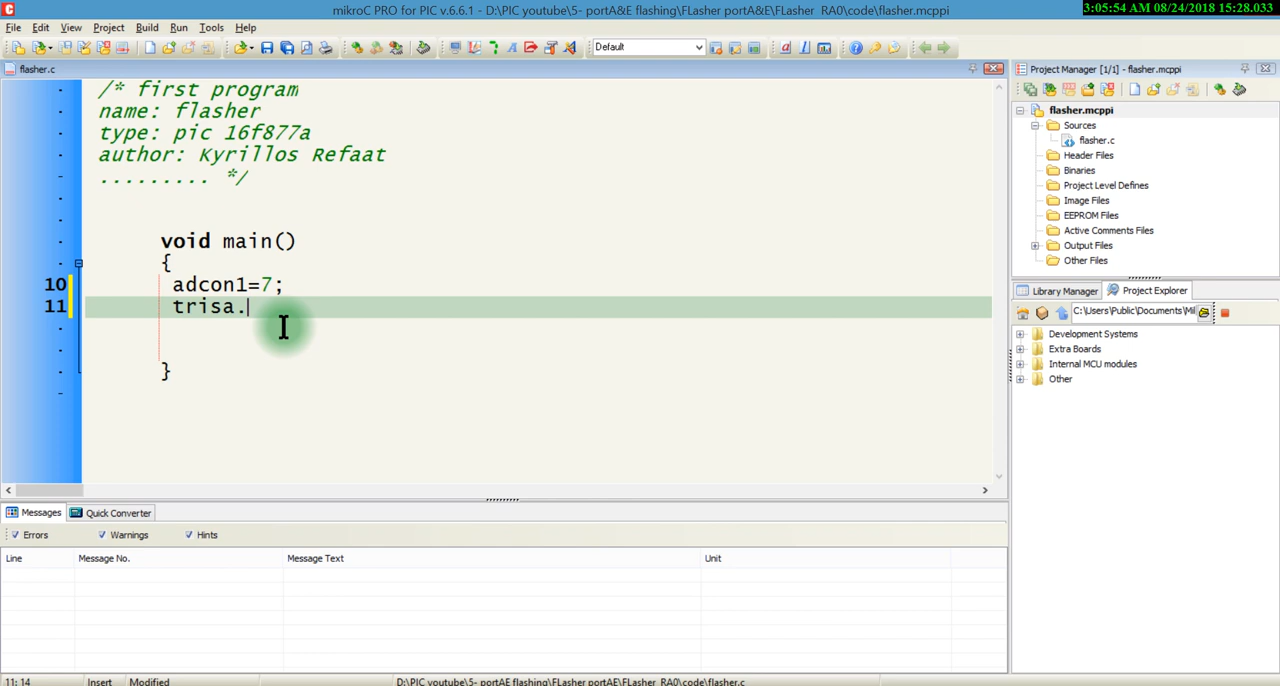 mikroC PRO for PIC v.6.6.1 - D:\PIC youtube\5- portA&E flashing\FLasher portA&E\FLasher RA0\code\flasher.mcppi
3:05:54 AM 08/24/2018 15:28.033
File Edit View Project Build Run Tools Help
Default
flasher.c
/* first program
name: flasher
type: pic 16f877a
author: Kyrillos Refaat
......... */
void main()
{
10 adcon1=7;
11 trisa.
}
Project Manager [1/1] - flasher.mcppi
flasher.mcppi
Sources
flasher.c
Header Files
Binaries
Project Level Defines
Image Files
EEPROM Files
Active Comments Files
Output Files
Other Files
Library Manager Project Explorer
C:\Users\Public\Documents\Mi
Development Systems
Extra Boards
Internal MCU modules
Other
Messages Quick Converter
Errors Warnings Hints
Line Message No. Message Text Unit
11: 14 Insert Modified D:\PIC youtube\5- portAE flashing\FLasher portAE\FLasher RA0\code\flasher.c